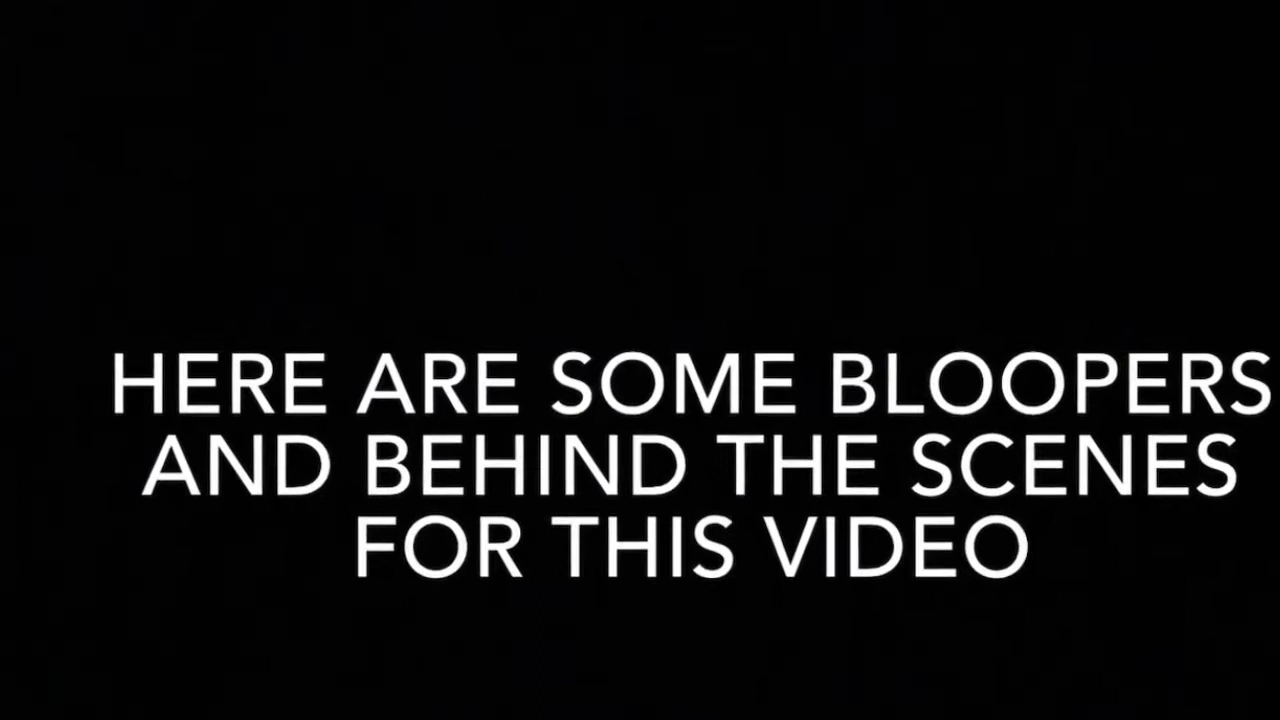 HERE ARE SOME BLOOPERS
AND BEHIND THE SCENES
FOR THIS VIDEO